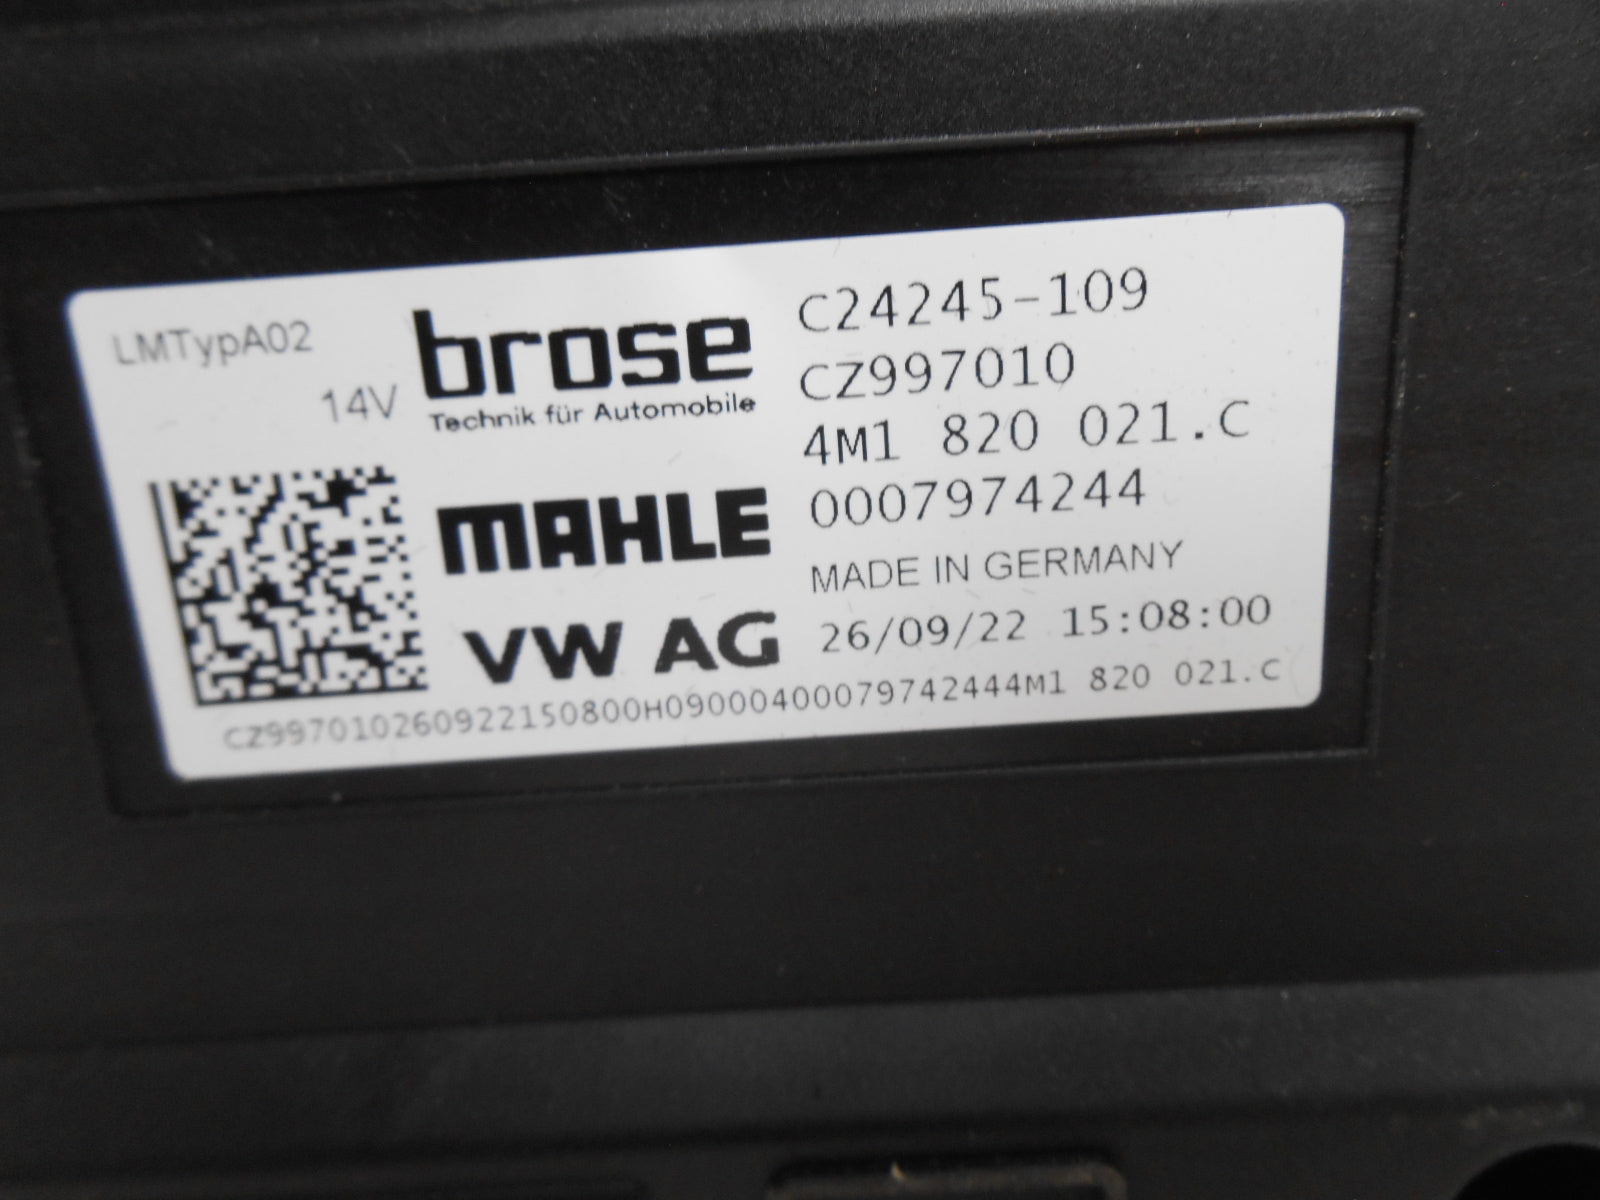 LMTypA02
14V
brose
Technik für Automobile
MAHLE
VW AG
C24245-109
CZ997010
4M1 820 021.C
0007974244
MADE IN GERMANY
26/09/22 15:08:00
CZ997010260922150800H09000400079742444M1 820 021.C